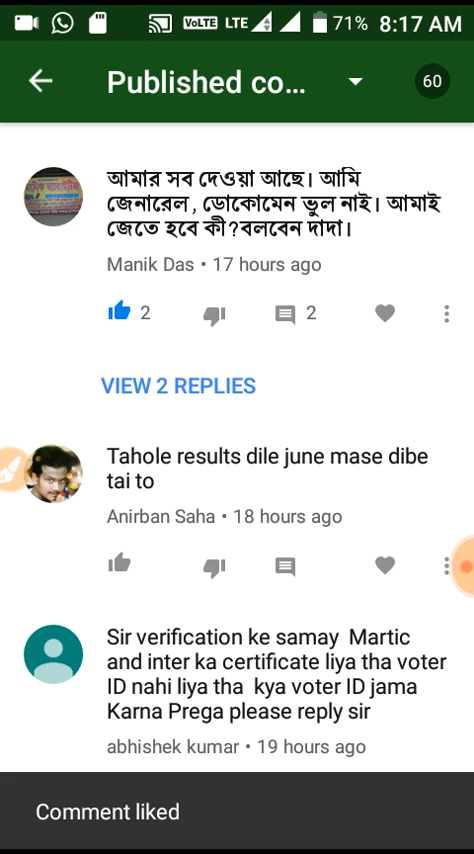 VoLTE LTE 71% 8:17 AM
Published co... 60
আমার সব দেওয়া আছে। আমি
জেনারেল, ডোকোমেন ভুল নাই। আমাই
জেতে হবে কী?বলবেন দাদা।
Manik Das • 17 hours ago
2 2
VIEW 2 REPLIES
Tahole results dile june mase dibe
tai to
Anirban Saha • 18 hours ago
Sir verification ke samay Martic
and inter ka certificate liya tha voter
ID nahi liya tha kya voter ID jama
Karna Prega please reply sir
abhishek kumar • 19 hours ago
Comment liked